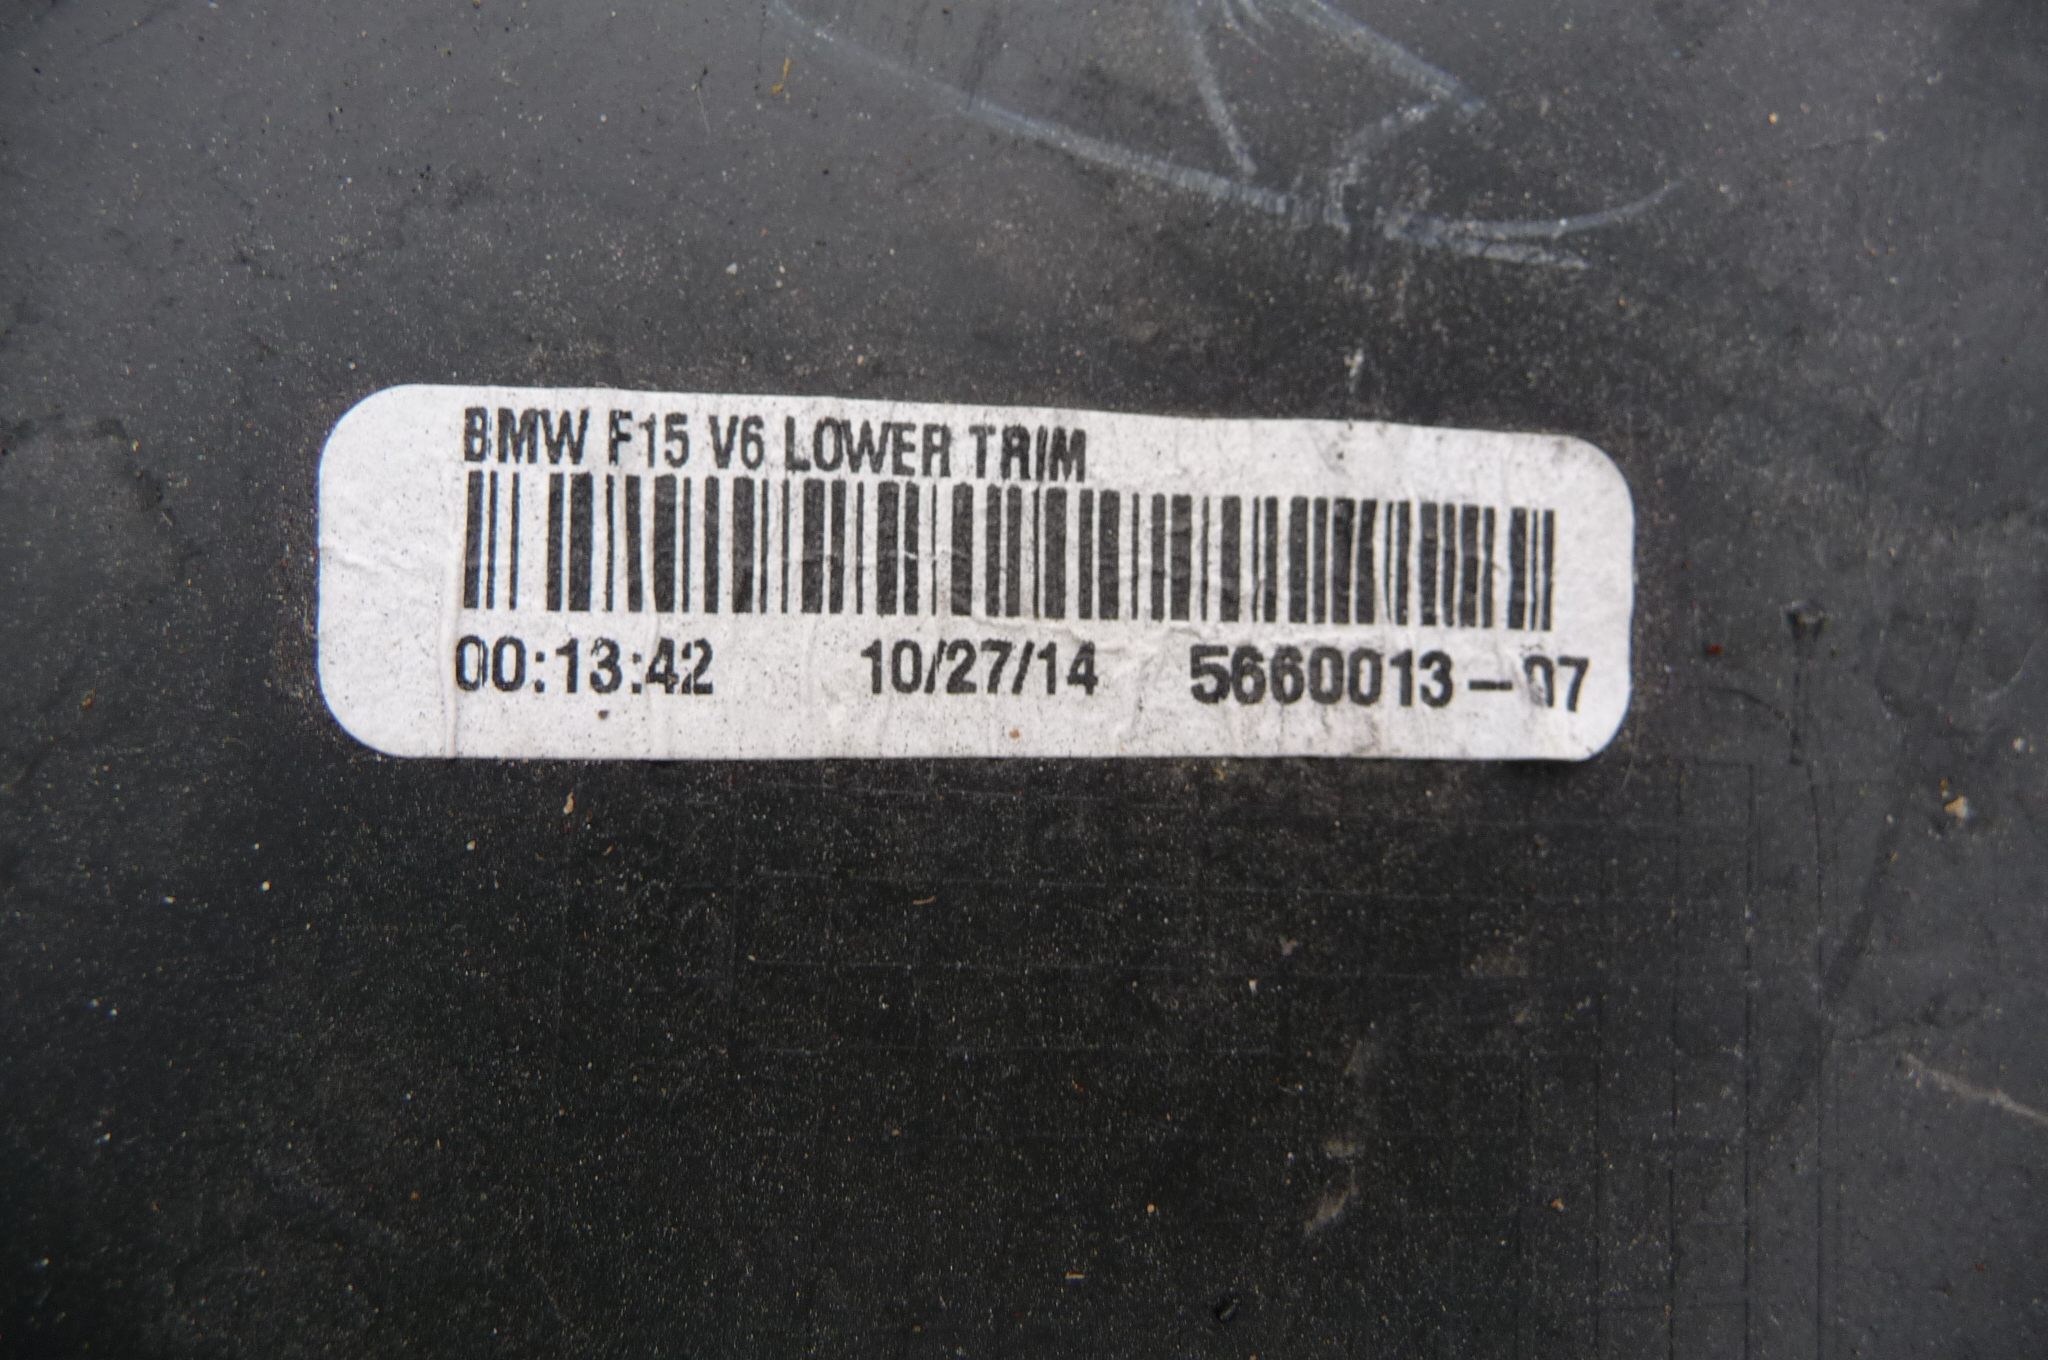 BMW F15 V6 LOWER TRIM
00:13:42 10/27/14 5660013-07